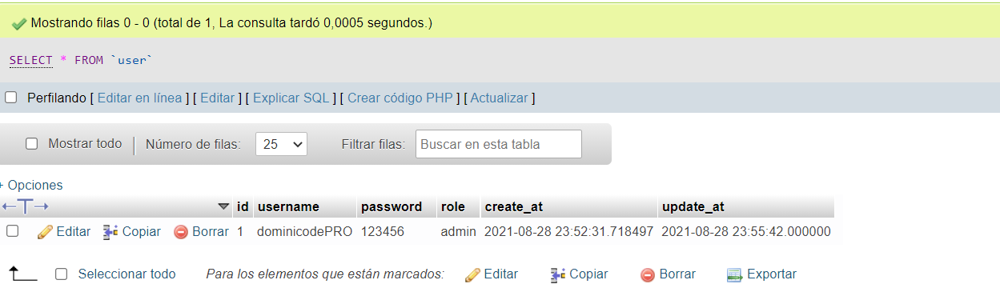 Mostrando filas 0 - 0 (total de 1, La consulta tardó 0,0005 segundos.)
SELECT * FROM `user`
Perfilando [ Editar en línea ] [ Editar ] [ Explicar SQL ] [ Crear código PHP ] [ Actualizar ]
Mostrar todo Número de filas: 25 Filtrar filas: Buscar en esta tabla
+ Opciones
←T→ id username password role create_at update_at
Editar Copiar Borrar 1 dominicodePRO 123456 admin 2021-08-28 23:52:31.718497 2021-08-28 23:55:42.000000
Seleccionar todo Para los elementos que están marcados: Editar Copiar Borrar Exportar